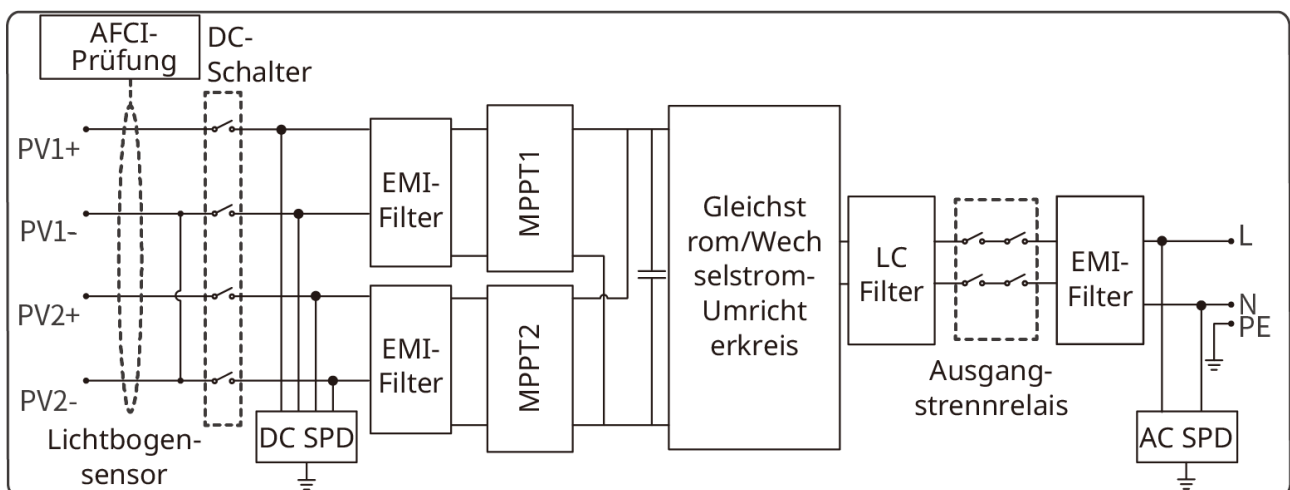 AFCI-
Prüfung
DC-
Schalter
PV1+
PV1-
PV2+
PV2-
Lichtbogen-
sensor
DC SPD
EMI-
Filter
EMI-
Filter
MPPT1
MPPT2
Gleichst
rom/Wech
selstrom-
Umricht
erkreis
LC
Filter
Ausgang-
strennrelais
EMI-
Filter
L
N
PE
AC SPD